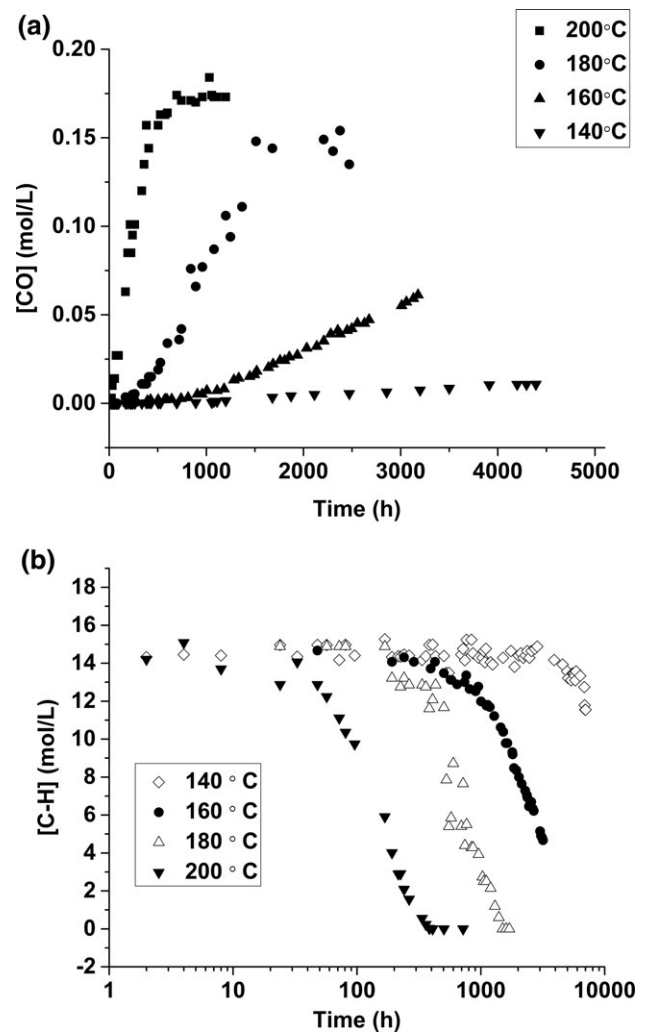 (a)
200°C
180°C
160°C
140°C
0.20
0.15
0.10
0.05
0.00
[CO] (mol/L)
0 1000 2000 3000 4000 5000
Time (h)
(b)
18
16
14
12
10
8
6
4
2
0
-2
[C-H] (mol/L)
140 ° C
160 ° C
180 ° C
200 ° C
1 10 100 1000 10000
Time (h)